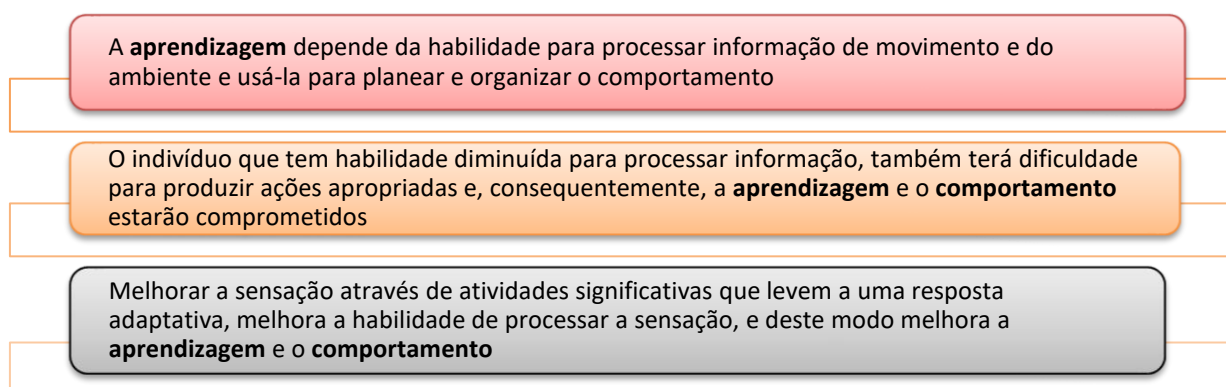 A aprendizagem depende da habilidade para processar informação de movimento e do
ambiente e usá-la para planear e organizar o comportamento
O indivíduo que tem habilidade diminuída para processar informação, também terá dificuldade
para produzir ações apropriadas e, consequentemente, a aprendizagem e o comportamento
estarão comprometidos
Melhorar a sensação através de atividades significativas que levem a uma resposta
adaptativa, melhora a habilidade de processar a sensação, e deste modo melhora a
aprendizagem e o comportamento